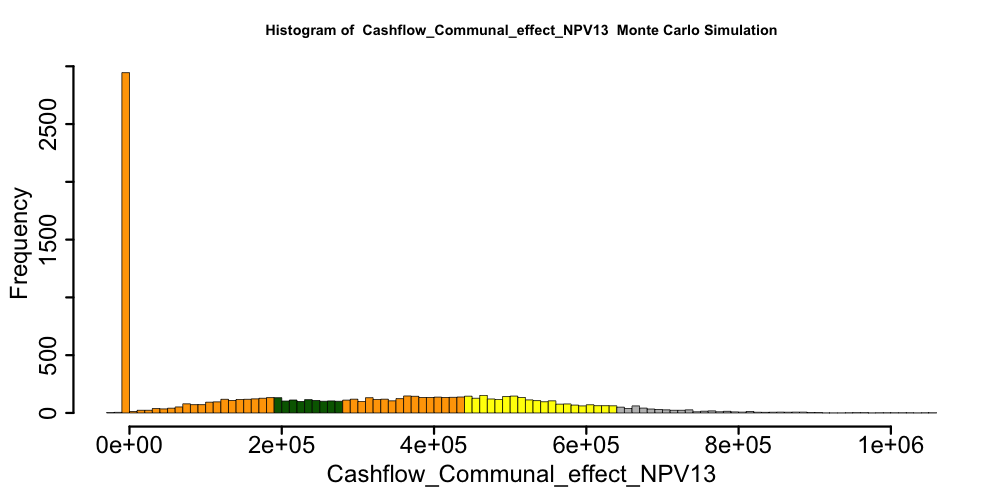 Histogram of  Cashflow_Communal_effect_NPV13  Monte Carlo Simulation
Frequency
2500
1500
500
0
0e+00 2e+05 4e+05 6e+05 8e+05 1e+06
Cashflow_Communal_effect_NPV13